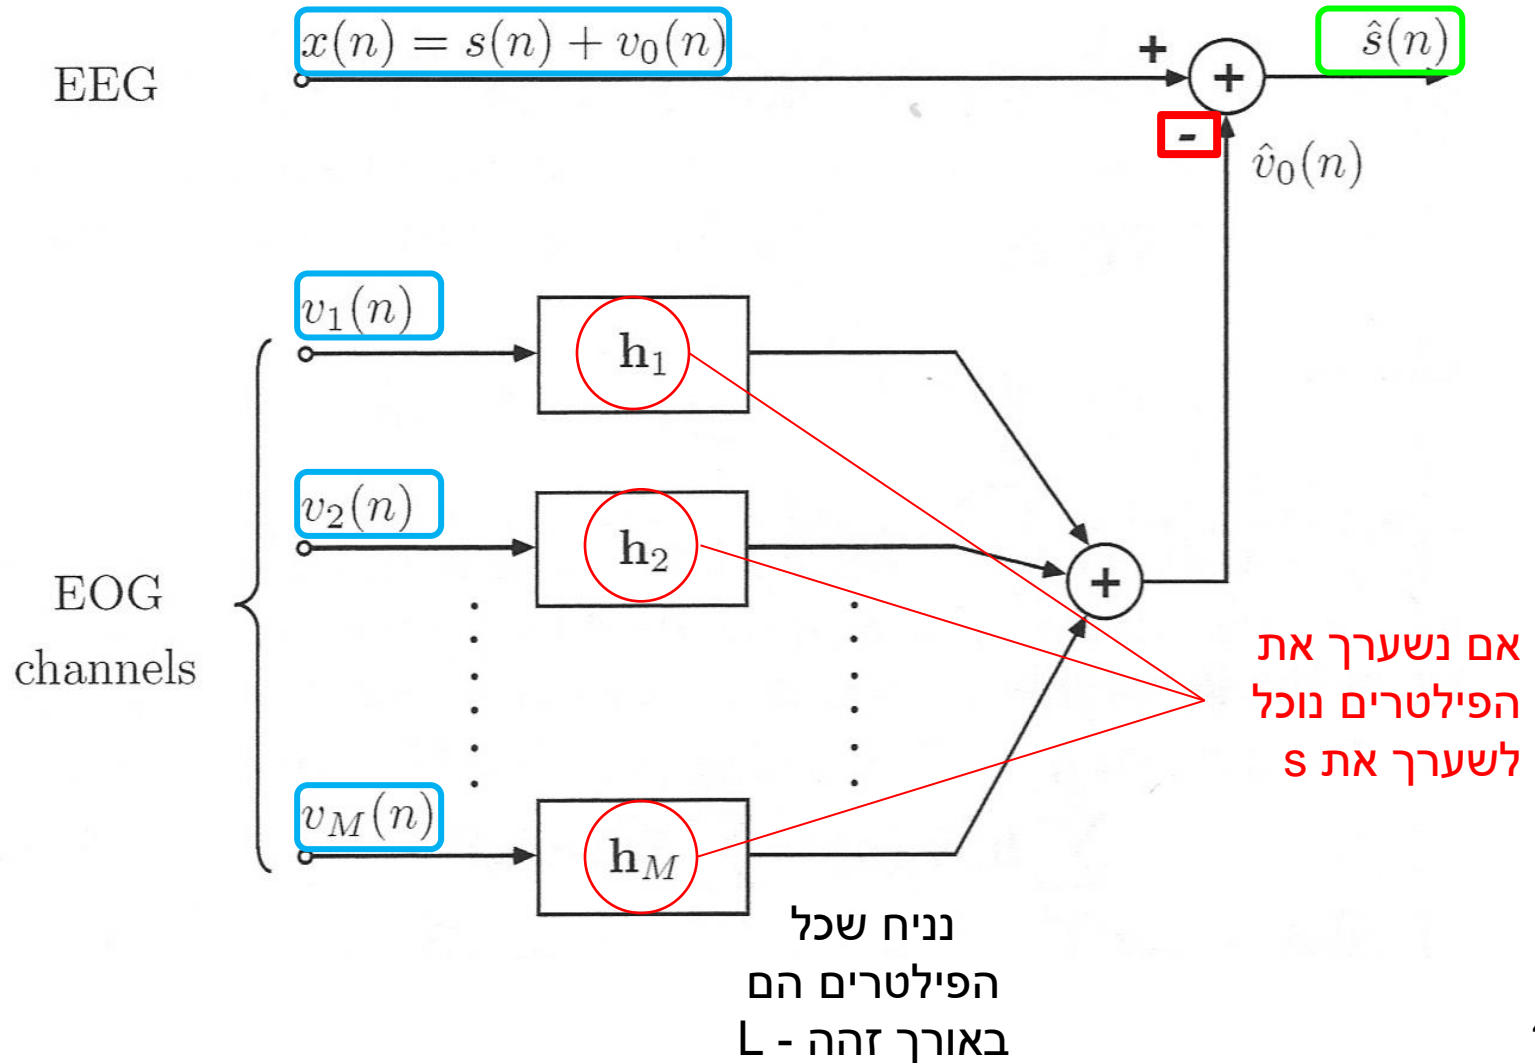 x(n) = s(n) + v₀(n)
+
+
ŝ(n)
EEG
-
v̂₀(n)
v₁(n)
h₁
v₂(n)
h₂
+
EOG
channels
אם נשערך את
הפילטרים נוכל
לשערך את s
v_M(n)
h_M
נניח שכל
הפילטרים הם
באורך זהה - L